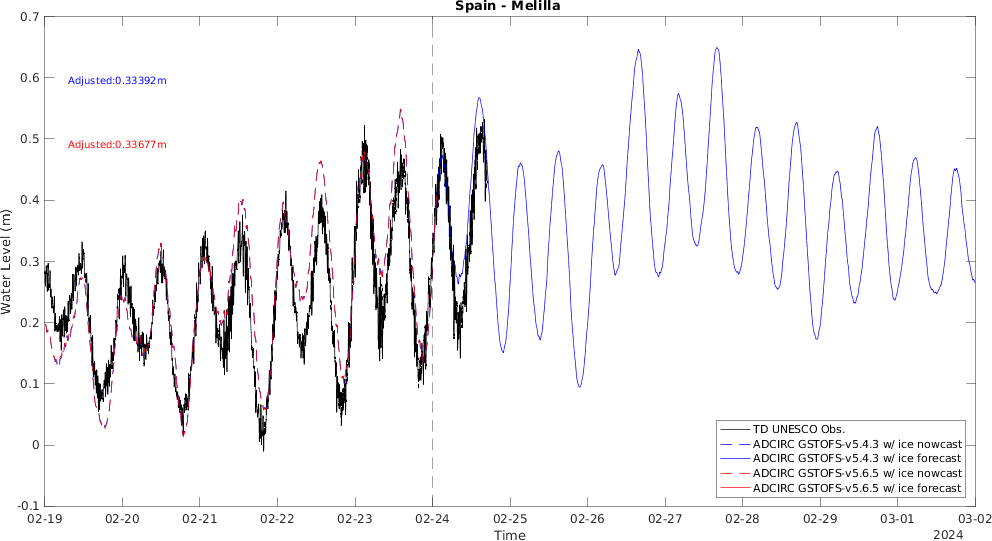 Spain - Melilla
0.7
0.6
0.5
0.4
0.3
0.2
0.1
0
-0.1
Water Level (m)
Adjusted:0.33392m
Adjusted:0.33677m
TD UNESCO Obs.
ADCIRC GSTOFS-v5.4.3 w/ ice nowcast
ADCIRC GSTOFS-v5.4.3 w/ ice forecast
ADCIRC GSTOFS-v5.6.5 w/ ice nowcast
ADCIRC GSTOFS-v5.6.5 w/ ice forecast
02-19 02-20 02-21 02-22 02-23 02-24 02-25 02-26 02-27 02-28 02-29 03-01 03-02
Time
2024